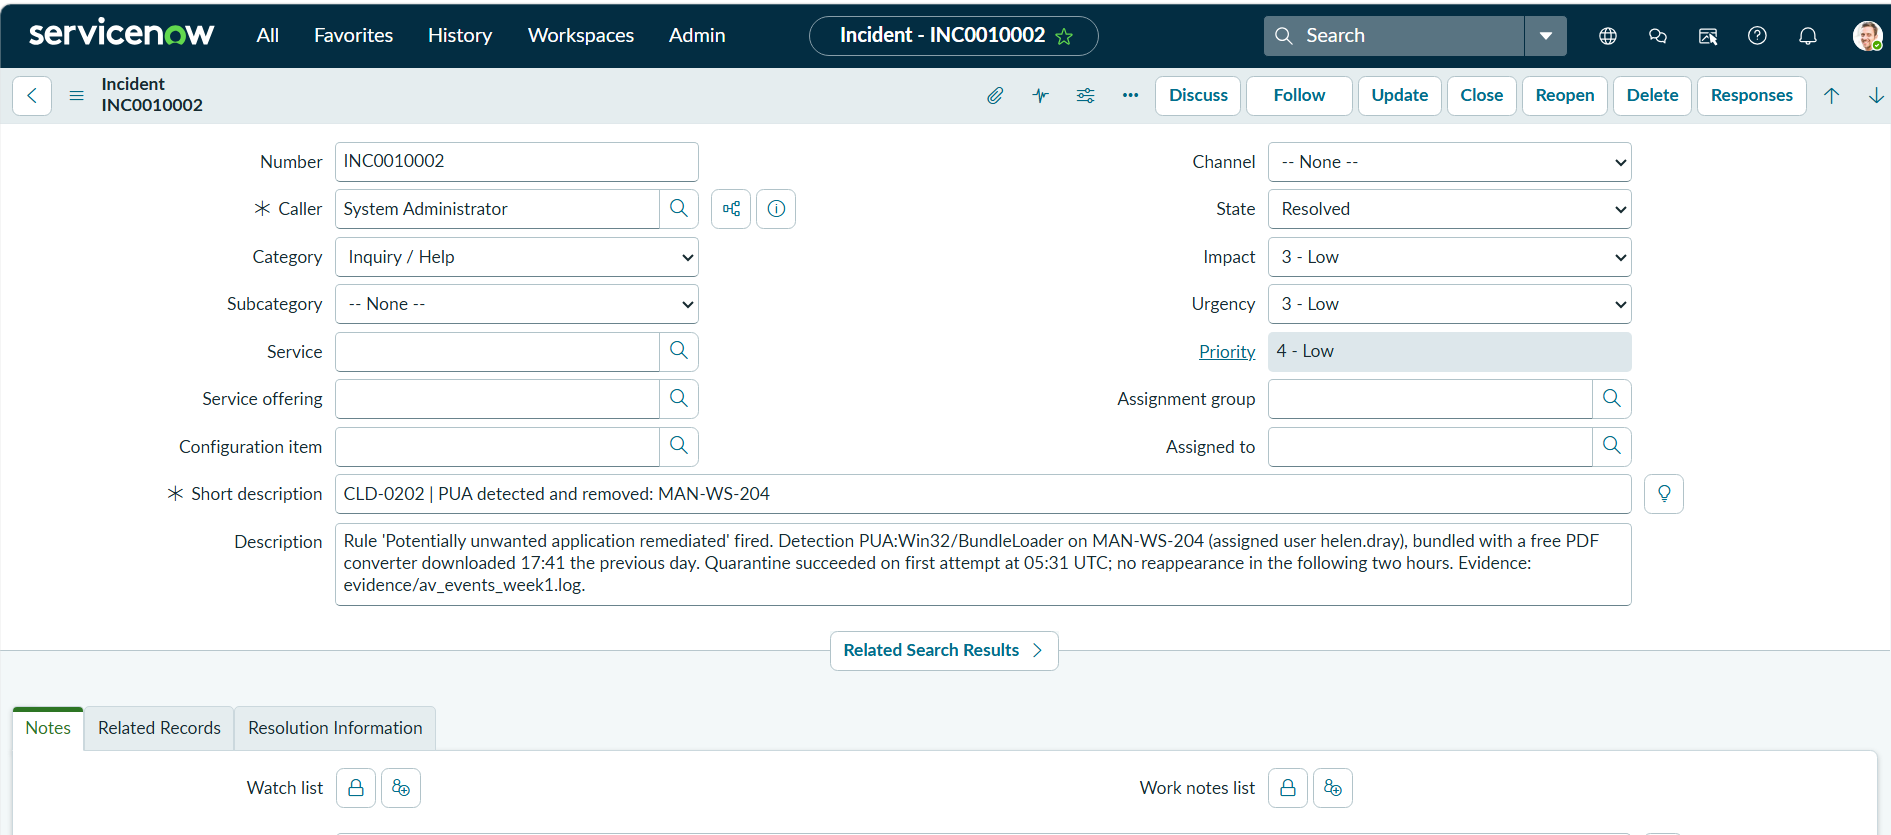 servicenow All Favorites History Workspaces Admin Incident - INC0010002 Search
Incident
INC0010002
Discuss Follow Update Close Reopen Delete Responses
Number INC0010002 Channel -- None --
Caller System Administrator State Resolved
Category Inquiry / Help Impact 3 - Low
Subcategory -- None -- Urgency 3 - Low
Service Priority 4 - Low
Service offering Assignment group
Configuration item Assigned to
Short description CLD-0202 | PUA detected and removed: MAN-WS-204
Description Rule 'Potentially unwanted application remediated' fired. Detection PUA:Win32/BundleLoader on MAN-WS-204 (assigned user helen.dray), bundled with a free PDF
converter downloaded 17:41 the previous day. Quarantine succeeded on first attempt at 05:31 UTC; no reappearance in the following two hours. Evidence:
evidence/av_events_week1.log.
Related Search Results
Notes Related Records Resolution Information
Watch list Work notes list